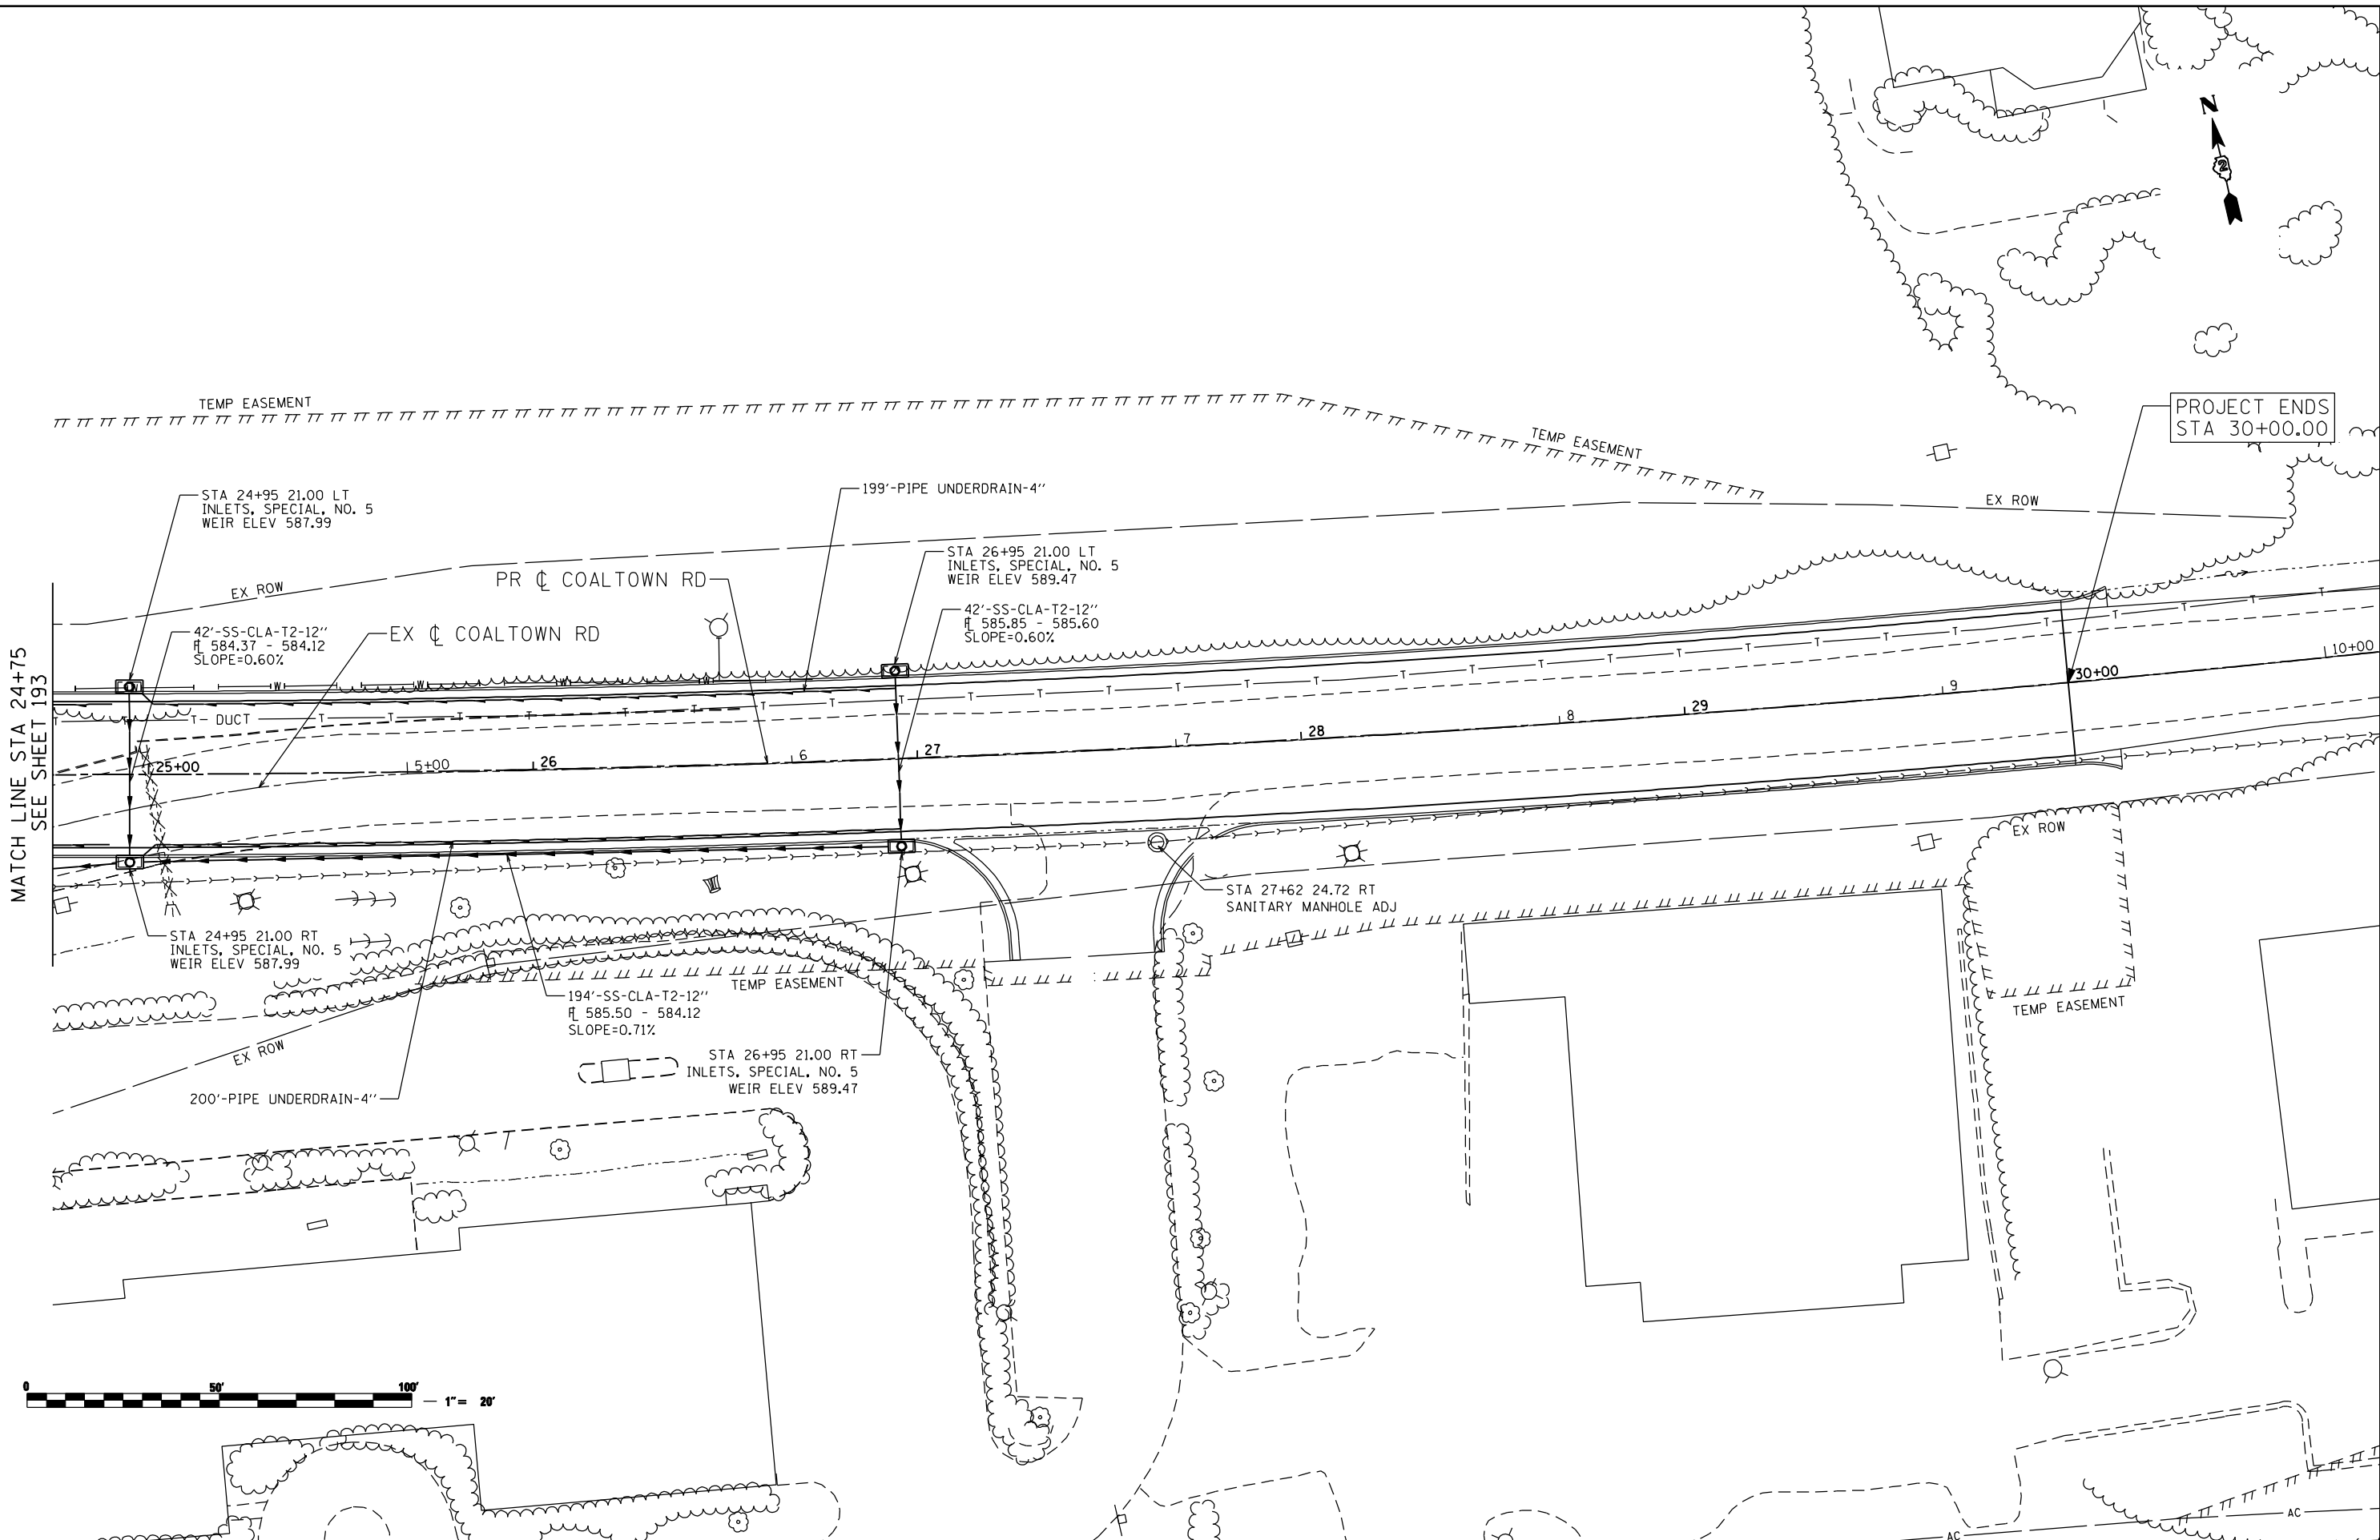 N
2
TEMP EASEMENT
PROJECT ENDS
STA 30+00.00
TEMP EASEMENT
199'-PIPE UNDERDRAIN-4"
STA 24+95 21.00 LT
INLETS, SPECIAL, NO. 5
WEIR ELEV 587.99
EX ROW
STA 26+95 21.00 LT
INLETS, SPECIAL, NO. 5
WEIR ELEV 589.47
PR ℄ COALTOWN RD
EX ROW
42'-SS-CLA-T2-12"
FL 585.85 - 585.60
SLOPE=0.60%
42'-SS-CLA-T2-12"
FL 584.37 - 584.12
SLOPE=0.60%
EX ℄ COALTOWN RD
MATCH LINE STA 24+75
SEE SHEET 193
W W W W W
T T T- DUCT T T T T T T T T T T T T T T T T T T T T T T T T T T T T
25+00 26 27 28 29 30+00
5+00 6 7 8 9 10+00
EX ROW
STA 27+62 24.72 RT
SANITARY MANHOLE ADJ
STA 24+95 21.00 RT
INLETS, SPECIAL, NO. 5
WEIR ELEV 587.99
TEMP EASEMENT
194'-SS-CLA-T2-12"
FL 585.50 - 584.12
SLOPE=0.71%
TEMP EASEMENT
EX ROW
STA 26+95 21.00 RT
INLETS, SPECIAL, NO. 5
WEIR ELEV 589.47
200'-PIPE UNDERDRAIN-4"
0 50' 100'
1"= 20'
AC AC